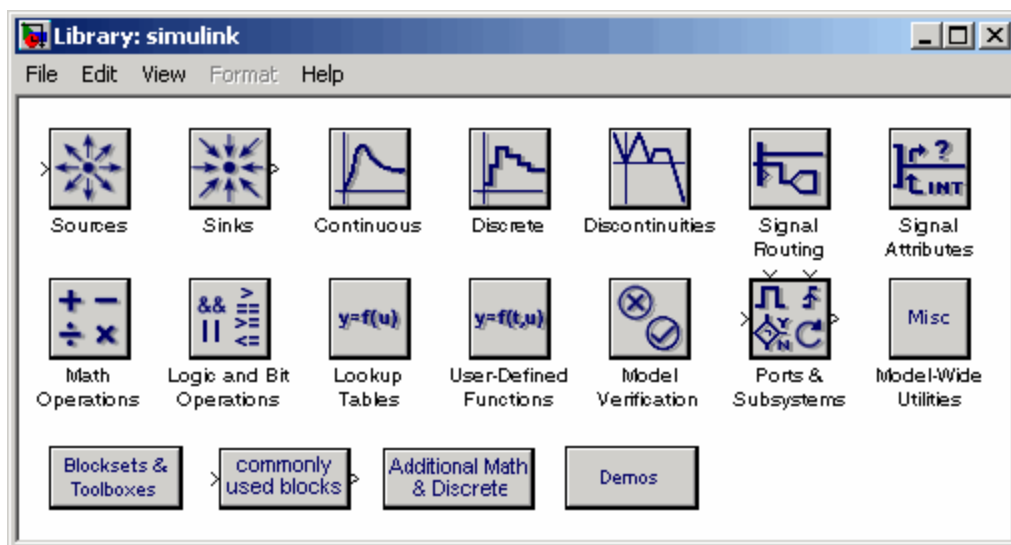 Library: simulink
File Edit View Format Help
Sources Sinks Continuous Discrete Discontinuities Signal Routing Signal Attributes
? INT
+ - ÷ × && || > == >= <= y=f(u) y=f(t,u) Y N Misc
Math Operations Logic and Bit Operations Lookup Tables User-Defined Functions Model Verification Ports & Subsystems Model-Wide Utilities
Blocksets & Toolboxes commonly used blocks Additional Math & Discrete Demos